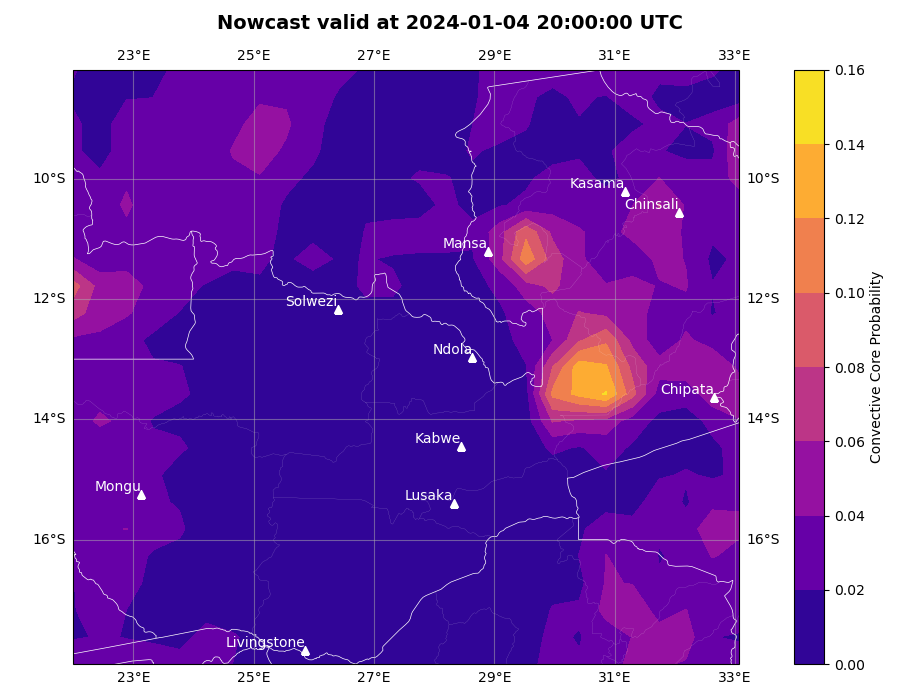 Nowcast valid at 2024-01-04 20:00:00 UTC
23°E 25°E 27°E 29°E 31°E 33°E
0.16
0.14
0.12
0.10
0.08
0.06
0.04
0.02
0.00
Convective Core Probability
10°S 10°S
12°S 12°S
14°S 14°S
16°S 16°S
Kasama
Chinsali
Mansa
Solwezi
Ndola
Chipata
Kabwe
Mongu
Lusaka
Livingstone
23°E 25°E 27°E 29°E 31°E 33°E